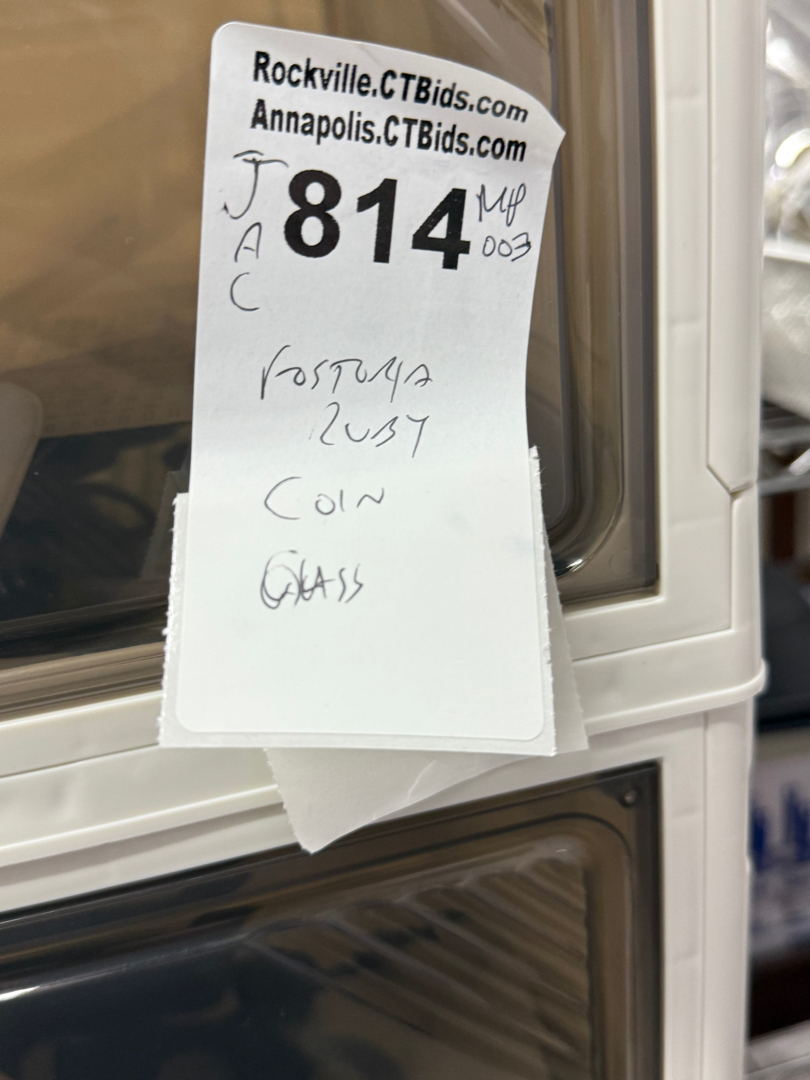 Rockville.CTBids.com
Annapolis.CTBids.com
J 814 MP
A 003
C
FOSTORIA
RUBY
COIN
GLASS